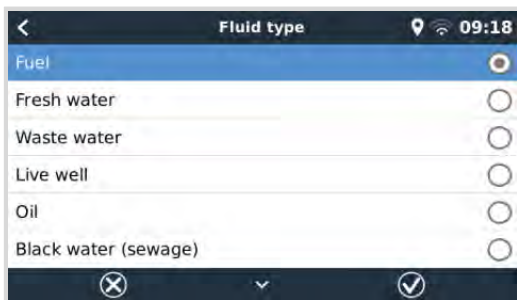 Fluid type 09:18
Fuel
Fresh water
Waste water
Live well
Oil
Black water (sewage)